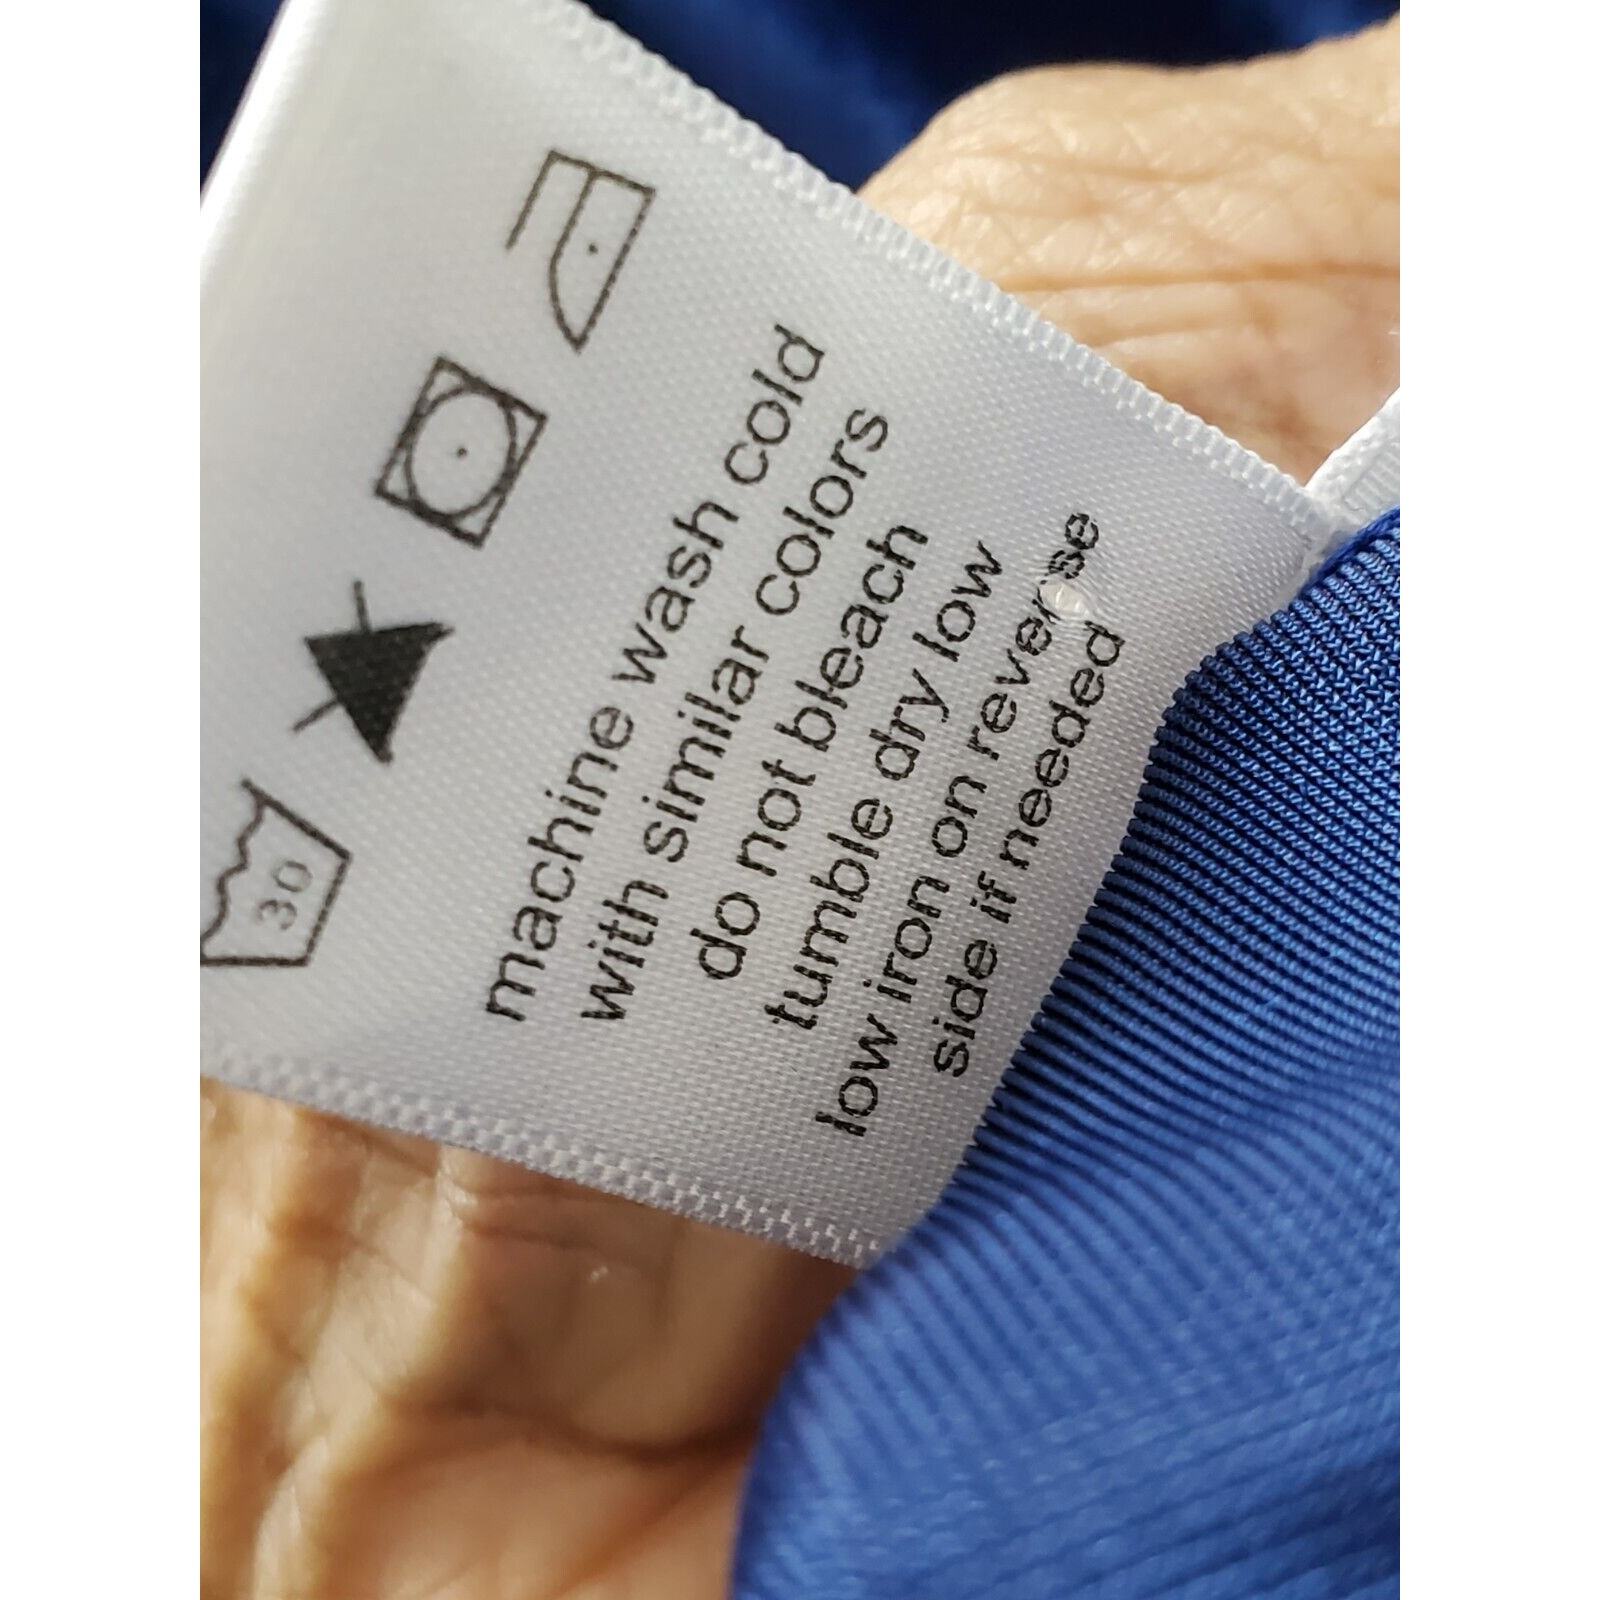 30
machine wash cold
with similar colors
do not bleach
tumble dry low
low iron on reverse
side if needed